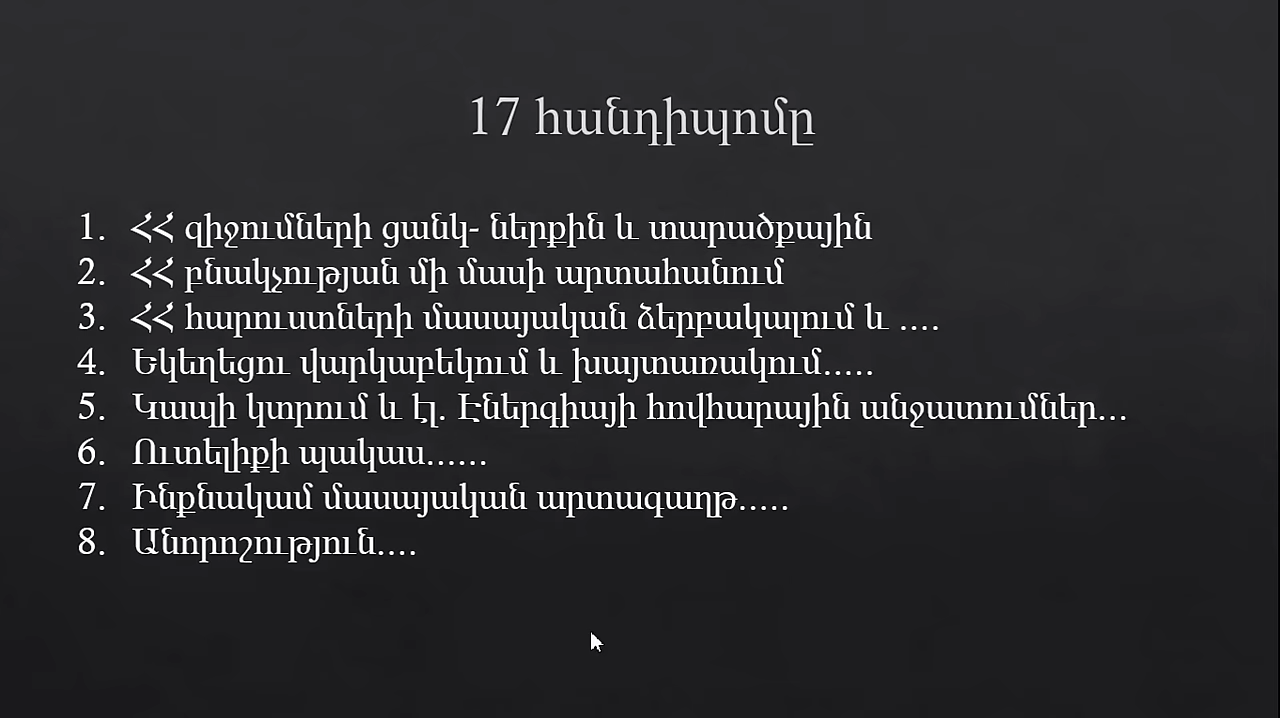 17 հանդիպոմը
1. ՀՀ զիջումների ցանկ- ներքին և տարածքային
2. ՀՀ բնակչության մի մասի արտահանում
3. ՀՀ հարուստների մասայական ձերբակալում և ....
4. Եկեղեցու վարկաբեկում և խայտառակում.....
5. Կապի կտրում և էլ. Էներգիայի հովհարային անջատումներ...
6. Ուտելիքի պակաս......
7. Ինքնակամ մասայական արտագաղթ.....
8. Անորոշություն....